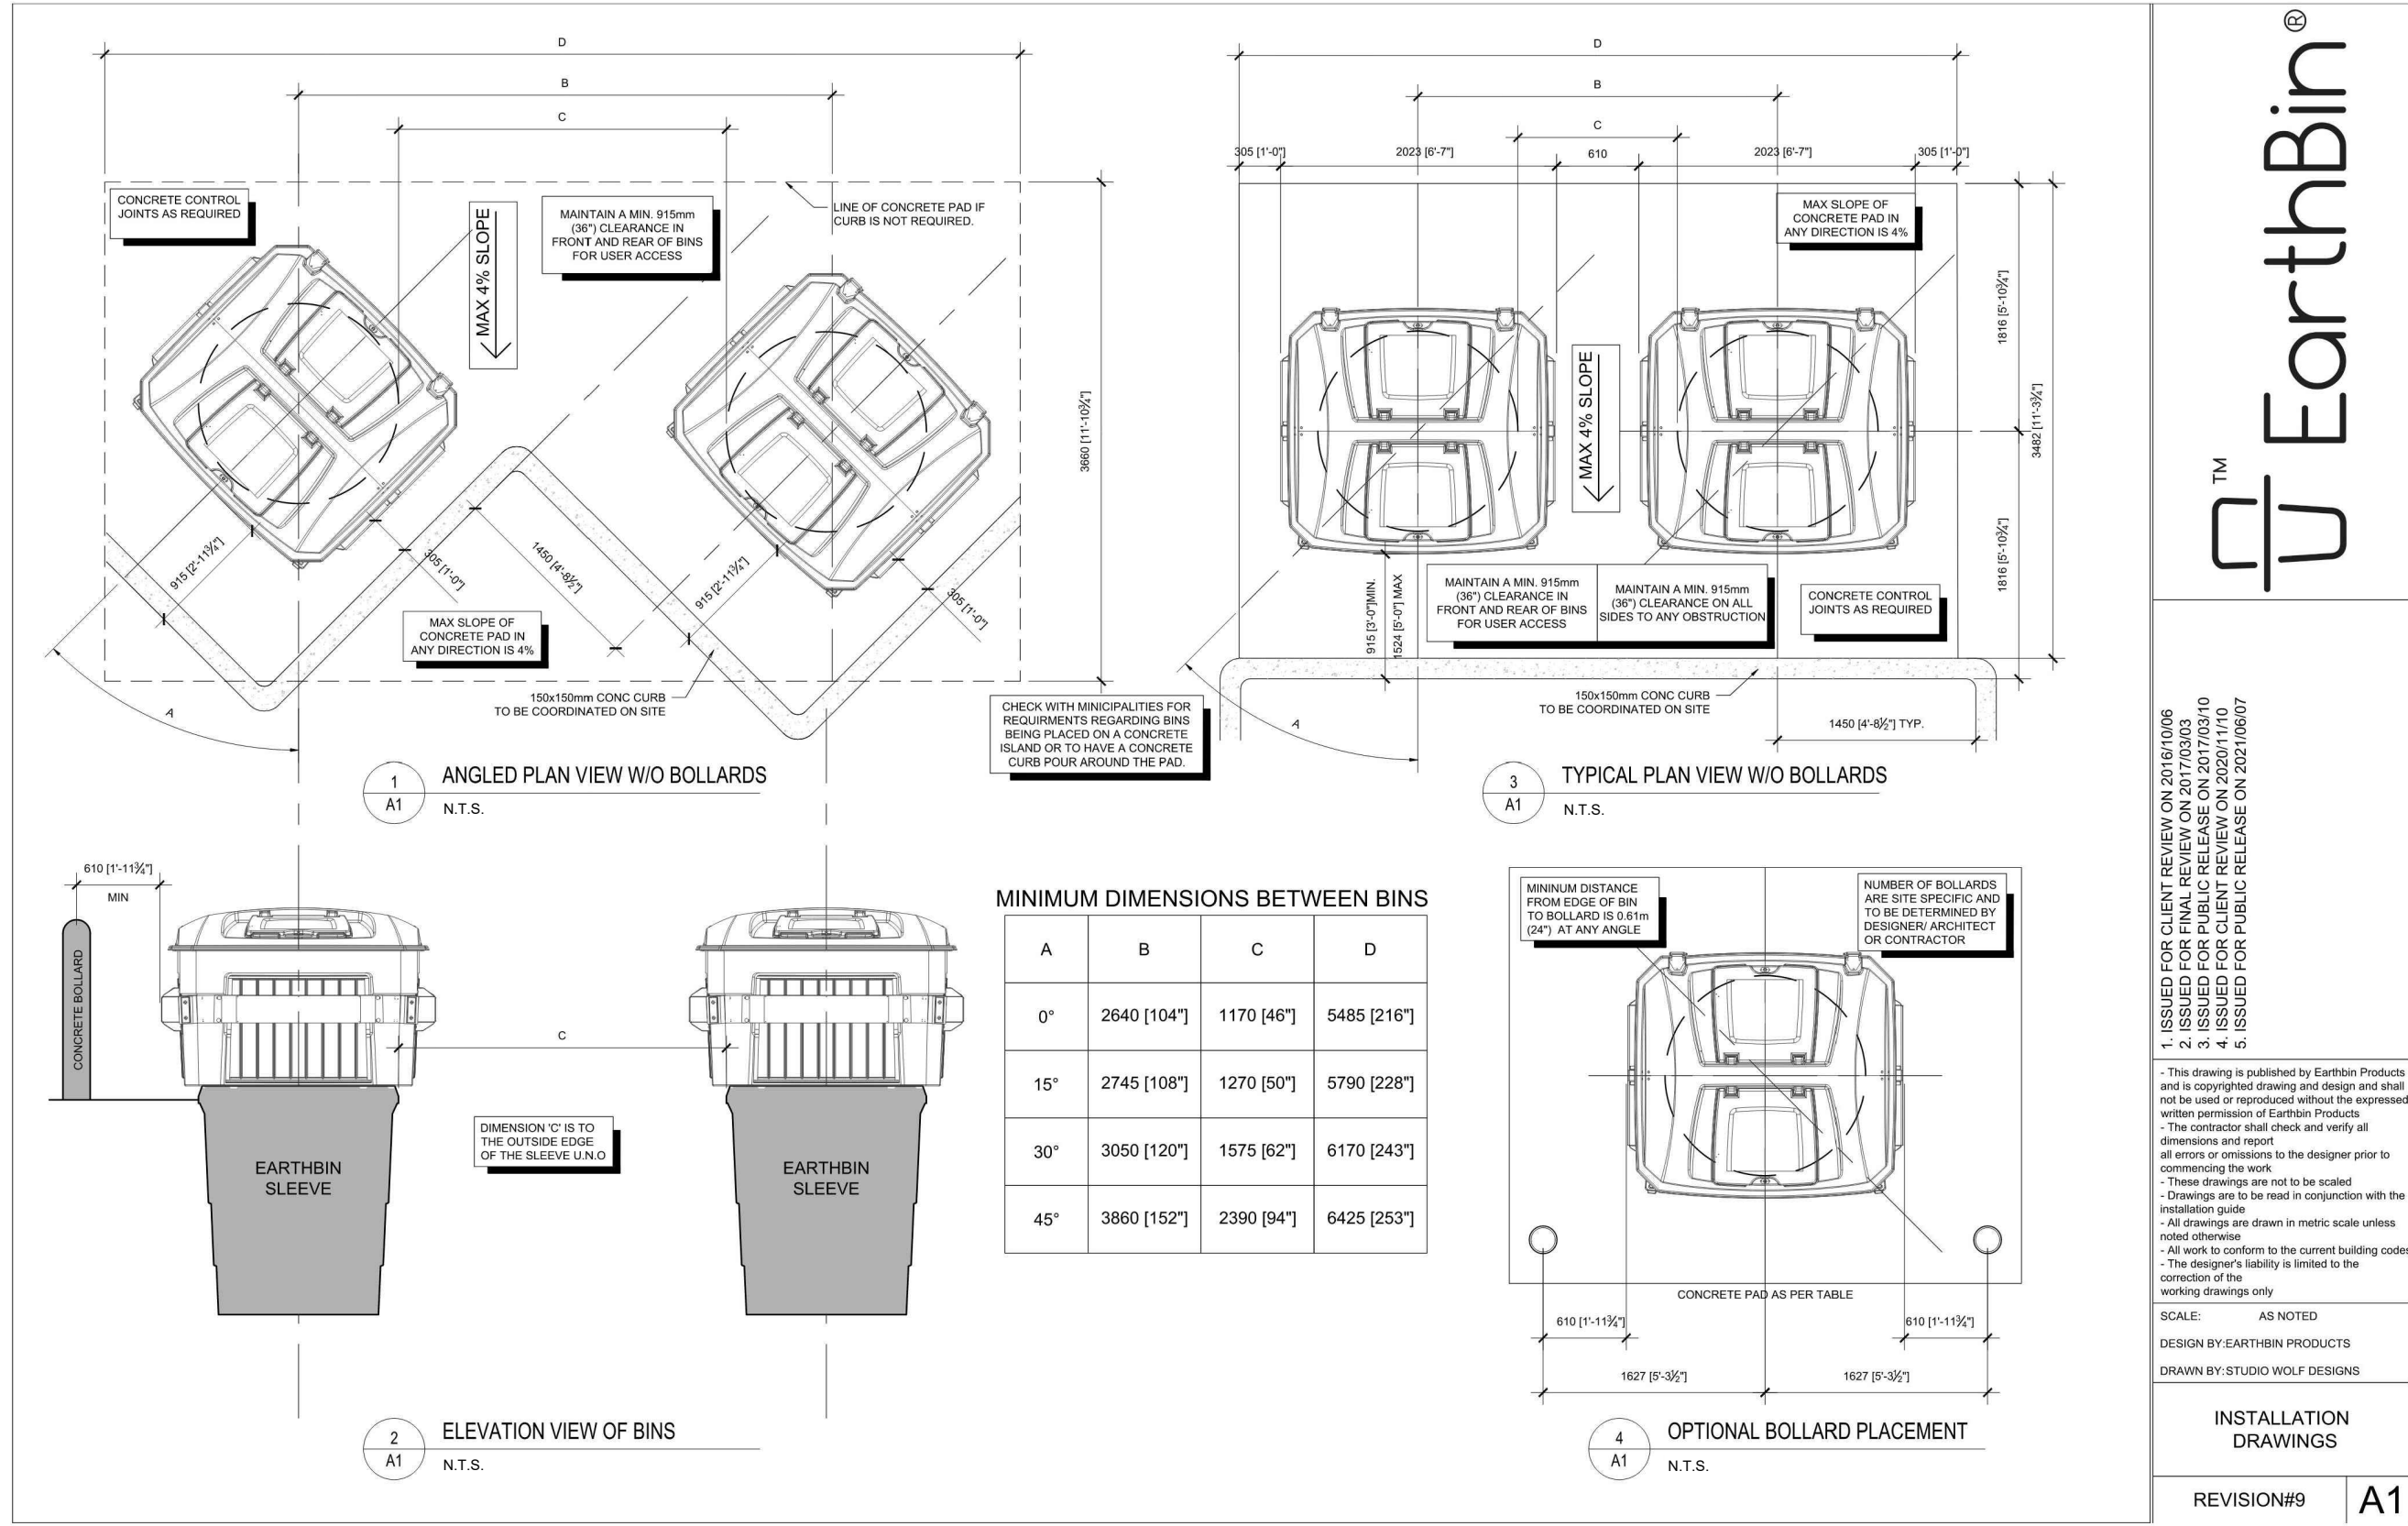 D
B
C
CONCRETE CONTROL
JOINTS AS REQUIRED
MAX 4% SLOPE
MAINTAIN A MIN. 915mm
(36") CLEARANCE IN
FRONT AND REAR OF BINS
FOR USER ACCESS
LINE OF CONCRETE PAD IF
CURB IS NOT REQUIRED.
3660 [11'-10¾"]
915 [2'-11¾"]
305 [1'-0"]
1450 [4'-8½"]
915 [2'-11¾"]
305 [1'-0"]
MAX SLOPE OF
CONCRETE PAD IN
ANY DIRECTION IS 4%
150x150mm CONC CURB
TO BE COORDINATED ON SITE
A
CHECK WITH MINICIPALITIES FOR
REQUIRMENTS REGARDING BINS
BEING PLACED ON A CONCRETE
ISLAND OR TO HAVE A CONCRETE
CURB POUR AROUND THE PAD.
1
A1
ANGLED PLAN VIEW W/O BOLLARDS
N.T.S.
D
B
C
305 [1'-0"]
2023 [6'-7"]
610
2023 [6'-7"]
305 [1'-0"]
MAX SLOPE OF
CONCRETE PAD IN
ANY DIRECTION IS 4%
MAX 4% SLOPE
1816 [5'-10¾"]
3482 [11'-3¾"]
1816 [5'-10¾"]
915 [3'-0"]MIN.
1524 [5'-0"] MAX
MAINTAIN A MIN. 915mm
(36") CLEARANCE IN
FRONT AND REAR OF BINS
FOR USER ACCESS
MAINTAIN A MIN. 915mm
(36") CLEARANCE ON ALL
SIDES TO ANY OBSTRUCTION
CONCRETE CONTROL
JOINTS AS REQUIRED
150x150mm CONC CURB
TO BE COORDINATED ON SITE
1450 [4'-8½"] TYP.
A
3
A1
TYPICAL PLAN VIEW W/O BOLLARDS
N.T.S.
610 [1'-11¾"]
MIN
CONCRETE BOLLARD
C
DIMENSION 'C' IS TO
THE OUTSIDE EDGE
OF THE SLEEVE U.N.O
EARTHBIN
SLEEVE
EARTHBIN
SLEEVE
2
A1
ELEVATION VIEW OF BINS
N.T.S.
MINIMUM DIMENSIONS BETWEEN BINS
A B C D
0° 2640 [104"] 1170 [46"] 5485 [216"]
15° 2745 [108"] 1270 [50"] 5790 [228"]
30° 3050 [120"] 1575 [62"] 6170 [243"]
45° 3860 [152"] 2390 [94"] 6425 [253"]
MININUM DISTANCE
FROM EDGE OF BIN
TO BOLLARD IS 0.61m
(24") AT ANY ANGLE
NUMBER OF BOLLARDS
ARE SITE SPECIFIC AND
TO BE DETERMINED BY
DESIGNER/ ARCHITECT
OR CONTRACTOR
CONCRETE PAD AS PER TABLE
610 [1'-11¾"]
610 [1'-11¾"]
1627 [5'-3½"]
1627 [5'-3½"]
4
A1
OPTIONAL BOLLARD PLACEMENT
N.T.S.
™ EarthBin®
1. ISSUED FOR CLIENT REVIEW ON 2016/10/06
2. ISSUED FOR FINAL REVIEW ON 2017/03/03
3. ISSUED FOR PUBLIC RELEASE ON 2017/03/10
4. ISSUED FOR CLIENT REVIEW ON 2020/11/10
5. ISSUED FOR PUBLIC RELEASE ON 2021/06/07
- This drawing is published by Earthbin Products
and is copyrighted drawing and design and shall
not be used or reproduced without the expressed
written permission of Earthbin Products
- The contractor shall check and verify all
dimensions and report
all errors or omissions to the designer prior to
commencing the work
- These drawings are not to be scaled
- Drawings are to be read in conjunction with the
installation guide
- All drawings are drawn in metric scale unless
noted otherwise
- All work to conform to the current building codes
- The designer's liability is limited to the
correction of the
working drawings only
SCALE: AS NOTED
DESIGN BY:EARTHBIN PRODUCTS
DRAWN BY:STUDIO WOLF DESIGNS
INSTALLATION
DRAWINGS
REVISION#9
A1